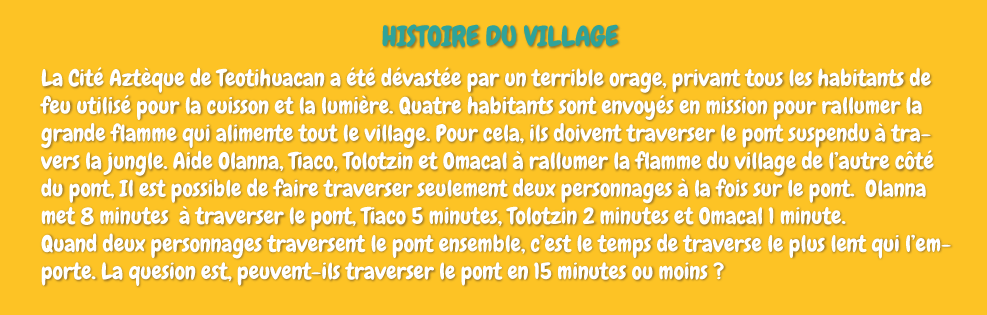 HISTOIRE DU VILLAGE
La Cité Aztèque de Teotihuacan a été dévastée par un terrible orage, privant tous les habitants de
feu utilisé pour la cuisson et la lumière. Quatre habitants sont envoyés en mission pour rallumer la
grande flamme qui alimente tout le village. Pour cela, ils doivent traverser le pont suspendu à tra-
vers la jungle. Aide Olanna, Tiaco, Tolotzin et Omacal à rallumer la flamme du village de l'autre côté
du pont, Il est possible de faire traverser seulement deux personnages à la fois sur le pont.  Olanna
met 8 minutes  à traverser le pont, Tiaco 5 minutes, Tolotzin 2 minutes et Omacal 1 minute.
Quand deux personnages traversent le pont ensemble, c'est le temps de traverse le plus lent qui l'em-
porte. La quesion est, peuvent-ils traverser le pont en 15 minutes ou moins ?